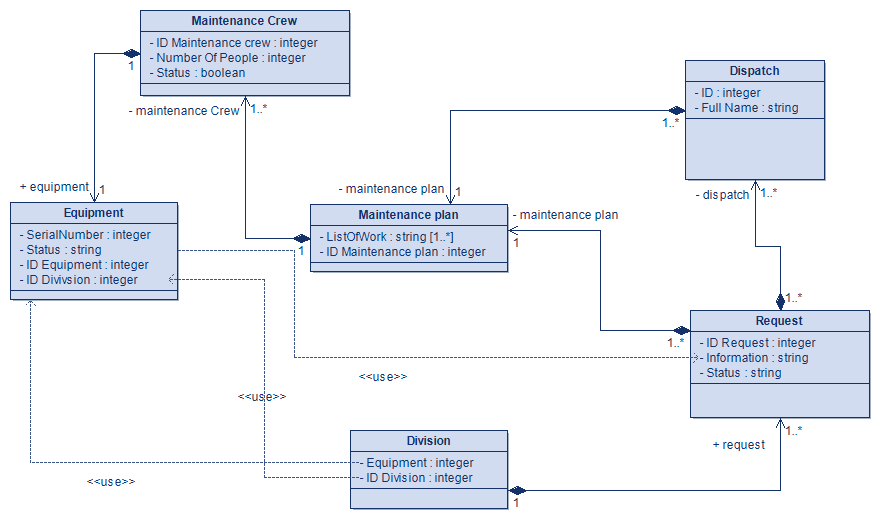 Maintenance Crew
- ID Maintenance crew : integer
- Number Of People : integer
- Status : boolean
1
- maintenance Crew
1..*
+ equipment
1
Dispatch
- ID : integer
- Full Name : string
1..*
- maintenance plan
1
- dispatch
1..*
Equipment
- SerialNumber : integer
- Status : string
- ID Equipment : integer
- ID Divivsion : integer
Maintenance plan
- ListOfWork : string [1..*]
- ID Maintenance plan : integer
1
- maintenance plan
1
1..*
1..*
Request
- ID Request : integer
- Information : string
- Status : string
<<use>>
<<use>>
<<use>>
Division
- Equipment : integer
- ID Division : integer
1
+ request
1..*